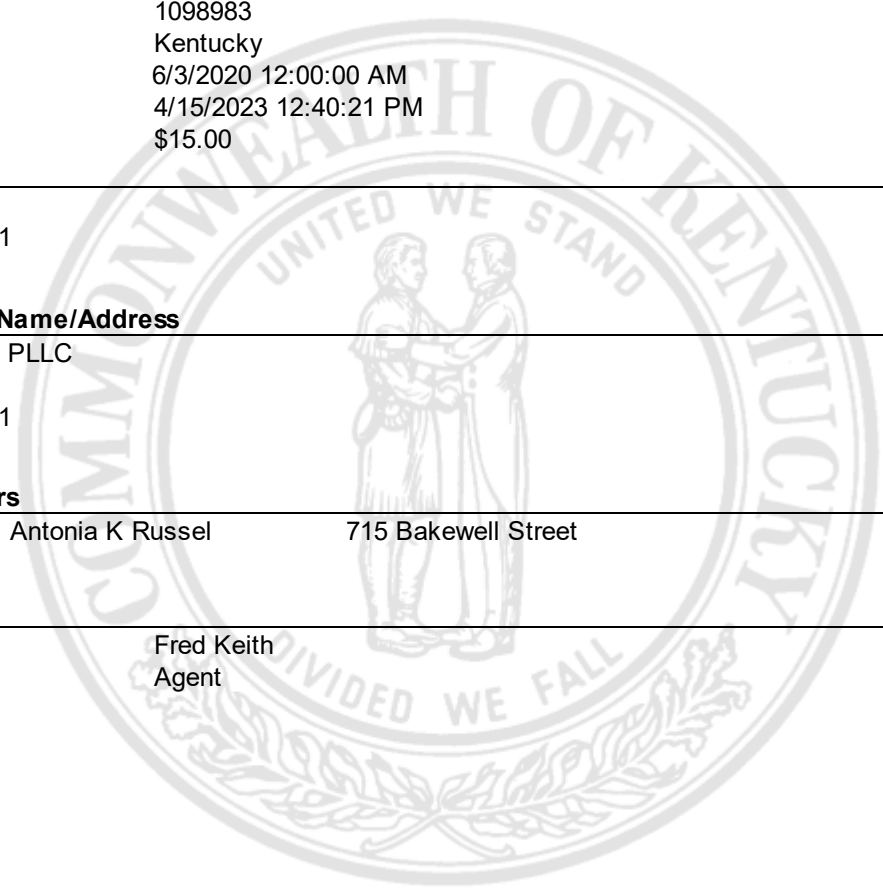 1098983
Kentucky
6/3/2020 12:00:00 AM
4/15/2023 12:40:21 PM
$15.00
COMMONWEALTH OF KENTUCKY
UNITED WE STAND
1
Name/Address
PLLC
1
rs
Antonia K Russel 715 Bakewell Street
Fred Keith
Agent
DIVIDED WE FALL